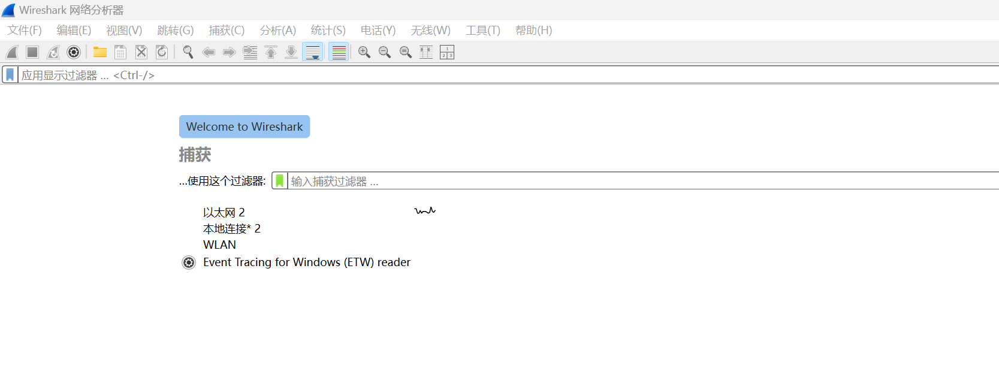 Wireshark 网络分析器
文件(F) 编辑(E) 视图(V) 跳转(G) 捕获(C) 分析(A) 统计(S) 电话(Y) 无线(W) 工具(T) 帮助(H)
应用显示过滤器 … <Ctrl-/>
Welcome to Wireshark
捕获
…使用这个过滤器: 输入捕获过滤器 …
以太网 2
本地连接* 2
WLAN
Event Tracing for Windows (ETW) reader